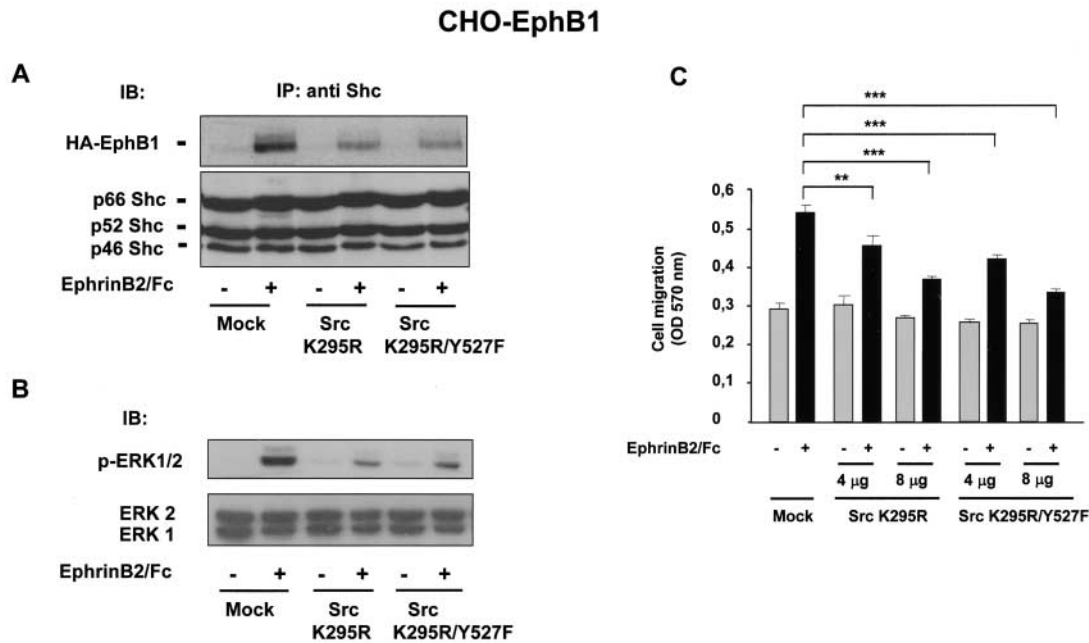 CHO-EphB1
A
IB: IP: anti Shc
HA-EphB1 -
p66 Shc -
p52 Shc -
p46 Shc -
EphrinB2/Fc - + - + - +
Mock Src Src
K295R K295R/Y527F
B
IB:
p-ERK1/2
ERK 2
ERK 1
EphrinB2/Fc - + - + - +
Mock Src Src
K295R K295R/Y527F
C
***
***
***
**
Cell migration
(OD 570 nm)
0,6
0,5
0,4
0,3
0,2
0,1
0
EphrinB2/Fc - + - + - + - + - +
4 µg 8 µg 4 µg 8 µg
Mock Src K295R Src K295R/Y527F